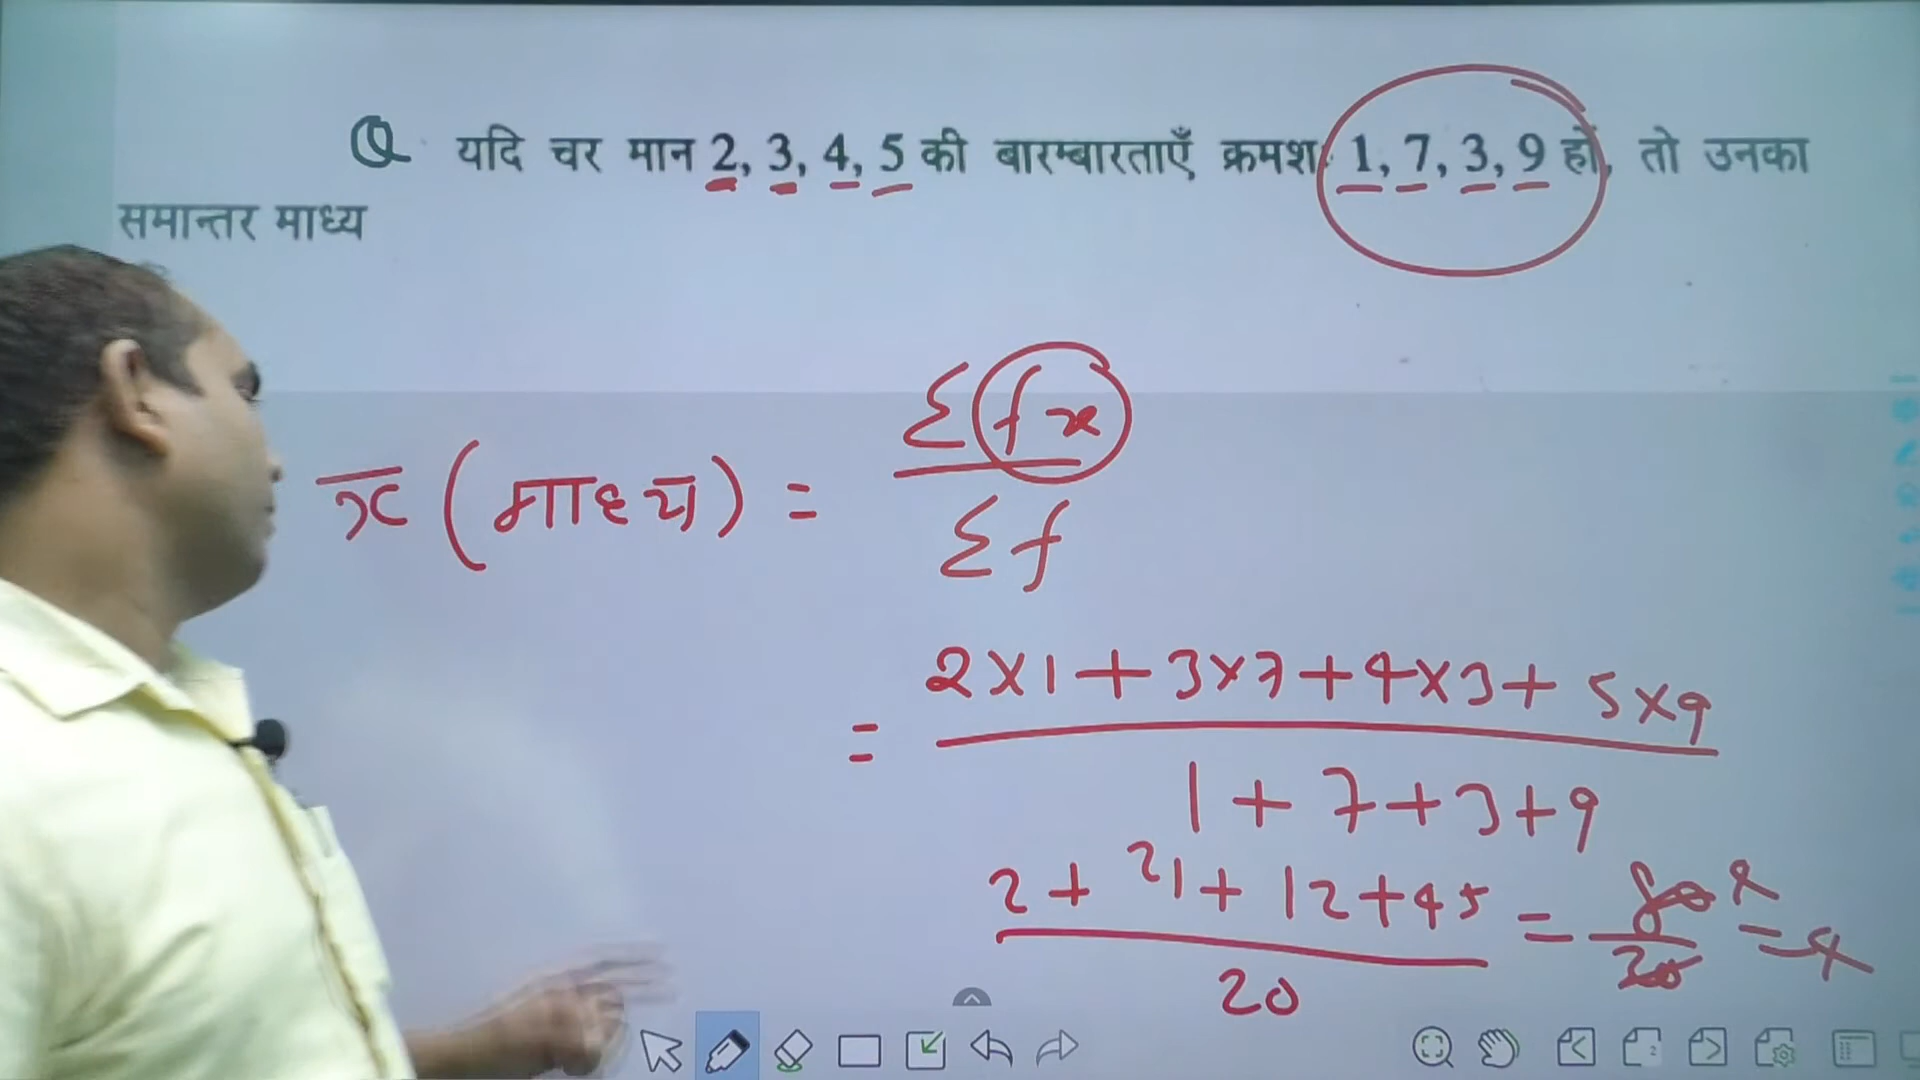 Q यदि चर मान 2, 3, 4, 5 की बारम्बारताएँ क्रमश: 1, 7, 3, 9 हों, तो उनका
समान्तर माध्य
x̄ (माध्य) = Σfx / Σf
= 2×1+3×7+4×3+5×9 / 1+7+3+9
2+21+12+45 / 20 = 80 / 20 4 = 4